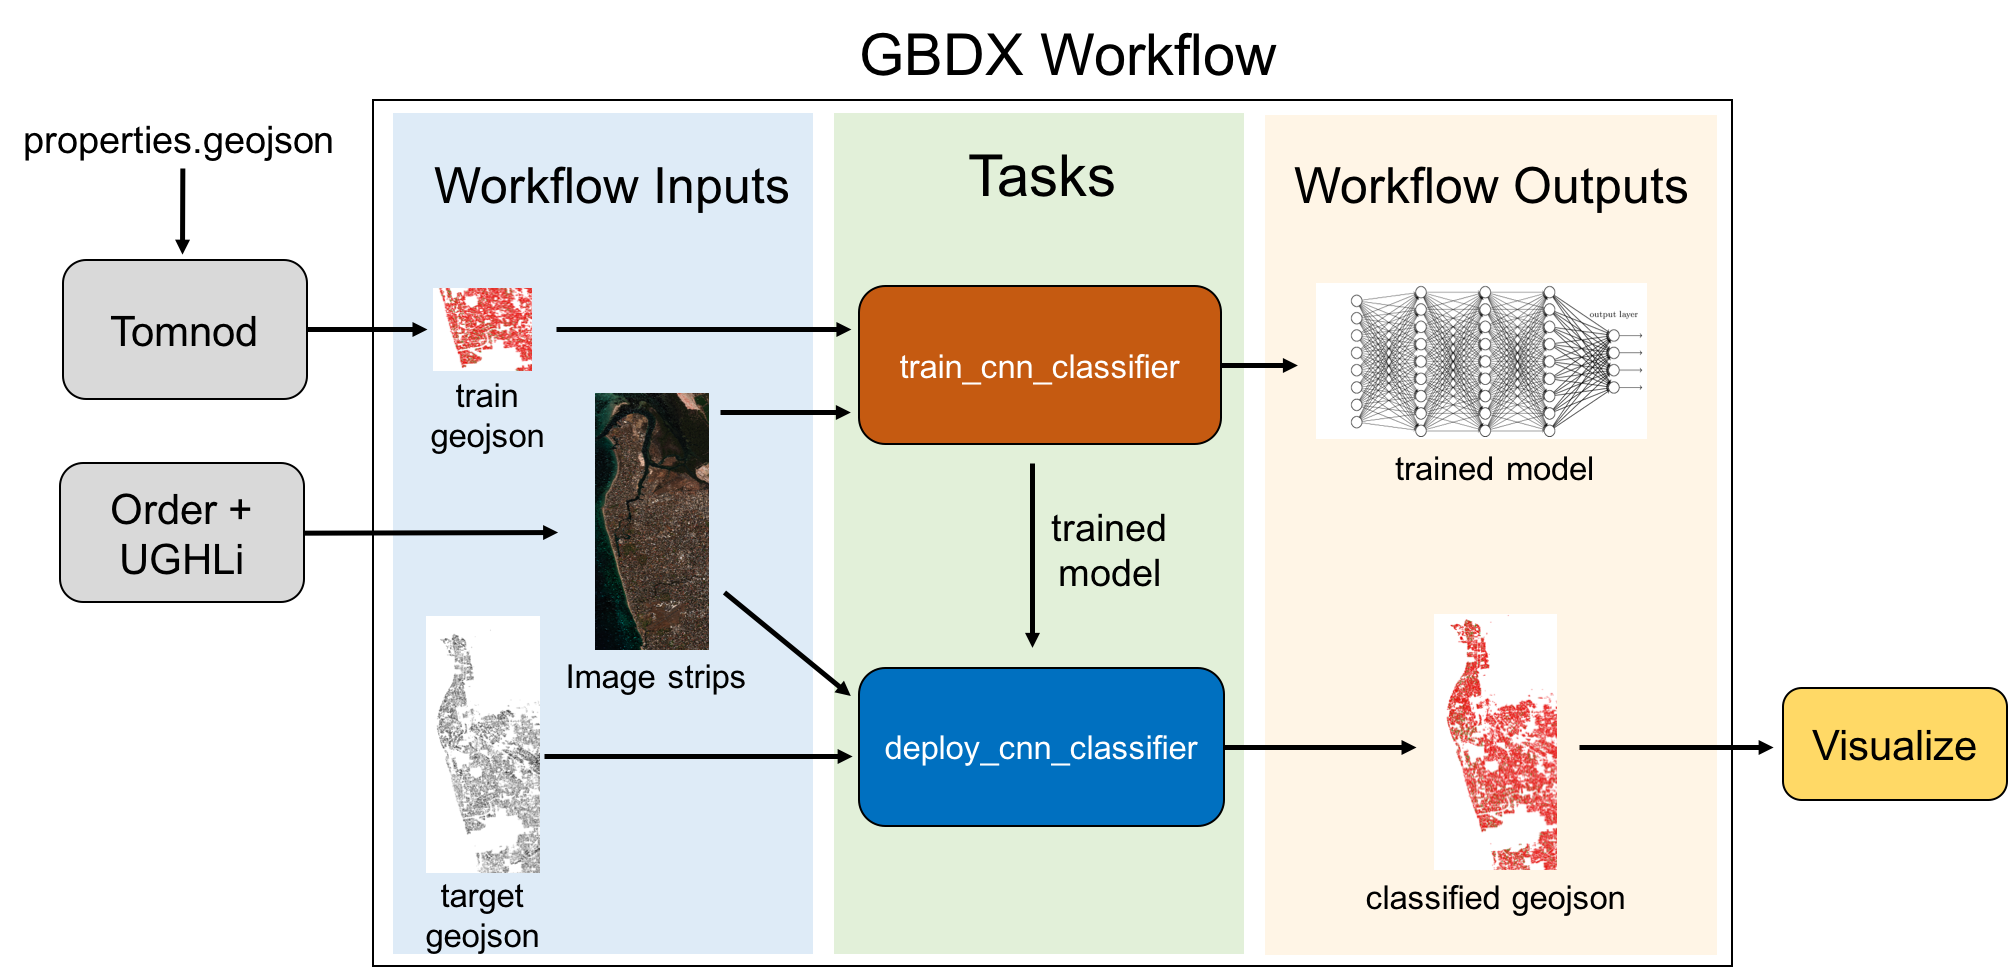 GBDX Workflow
properties.geojson
Workflow Inputs
Tasks
Workflow Outputs
Tomnod
train
geojson
train_cnn_classifier
output layer
trained model
Order +
UGHLi
Image strips
trained
model
target
geojson
deploy_cnn_classifier
classified geojson
Visualize